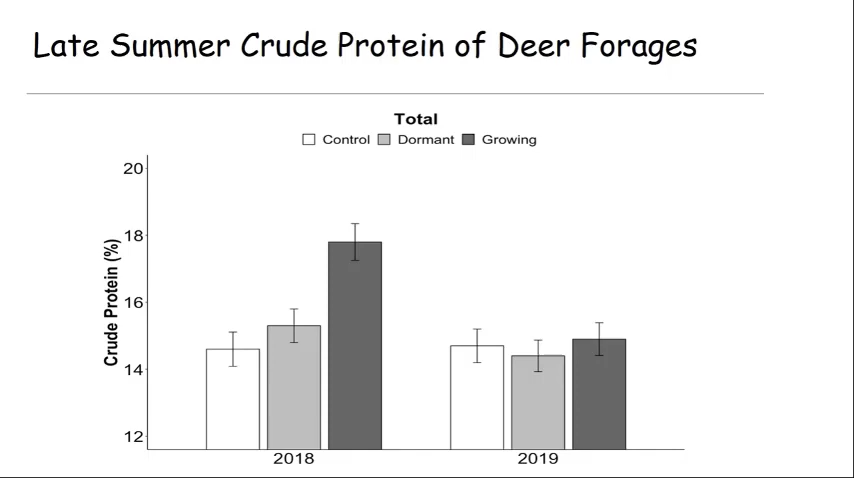 Late Summer Crude Protein of Deer Forages
Total
Control Dormant Growing
20
18
16
14
12
Crude Protein (%)
2018 2019